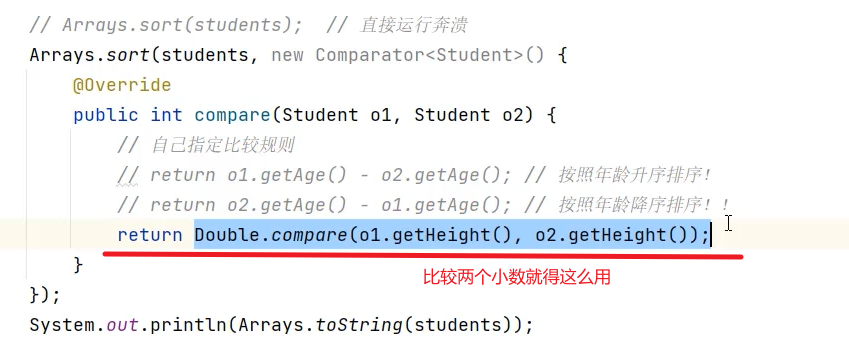 // Arrays.sort(students);  // 直接运行奔溃
Arrays.sort(students, new Comparator<Student>() {
@Override
public int compare(Student o1, Student o2) {
// 自己指定比较规则
// return o1.getAge() - o2.getAge(); // 按照年龄升序排序!
// return o2.getAge() - o1.getAge(); // 按照年龄降序排序!!
return Double.compare(o1.getHeight(), o2.getHeight());
}
比较两个小数就得这么用
});
System.out.println(Arrays.toString(students));